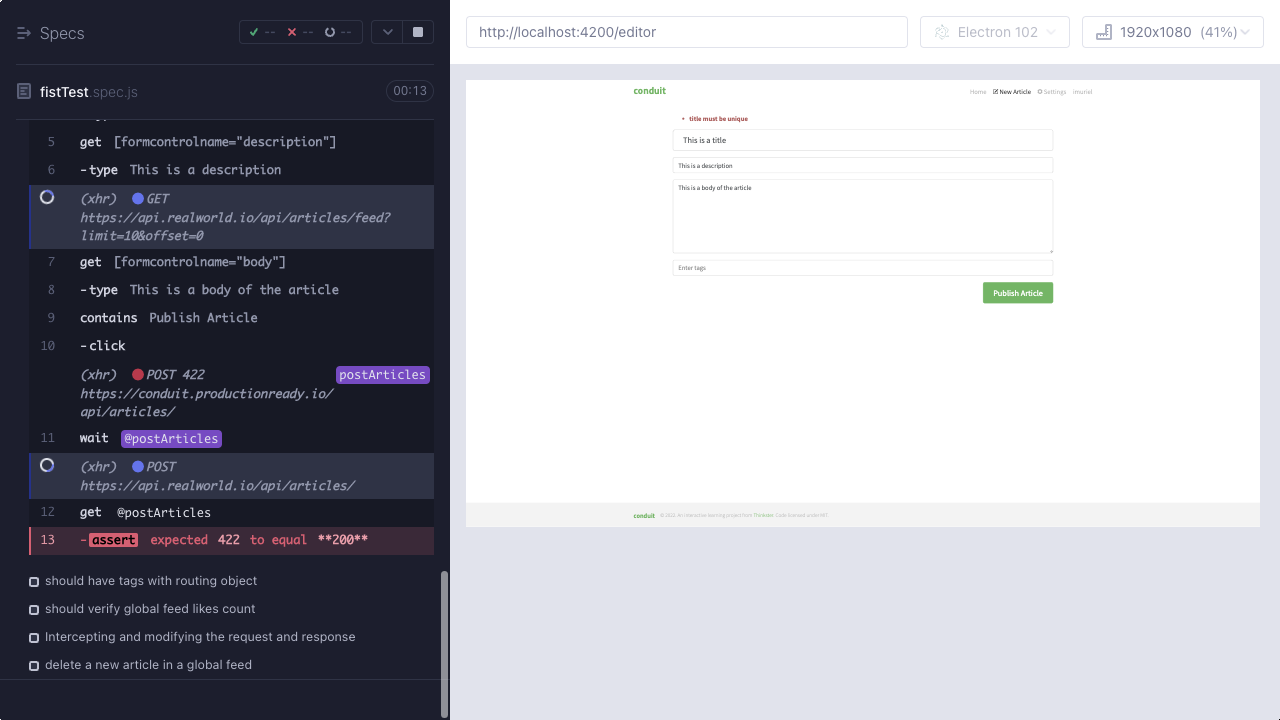 Specs
--
--
--
fistTest.spec.js
00:13
5 get [formcontrolname="description"]
6 -type This is a description
(xhr) GET
https://api.realworld.io/api/articles/feed?
limit=10&offset=0
7 get [formcontrolname="body"]
8 -type This is a body of the article
9 contains Publish Article
10 -click
(xhr) POST 422 postArticles
https://conduit.productionready.io/
api/articles/
11 wait @postArticles
(xhr) POST
https://api.realworld.io/api/articles/
12 get @postArticles
13 -assert expected 422 to equal **200**
should have tags with routing object
should verify global feed likes count
Intercepting and modifying the request and response
delete a new article in a global feed
http://localhost:4200/editor
Electron 102
1920x1080 (41%)
conduit
Home New Article Settings imuriel
• title must be unique
This is a title
This is a description
This is a body of the article
Enter tags
Publish Article
conduit © 2022. An interactive learning project from Thinkster. Code licensed under MIT.